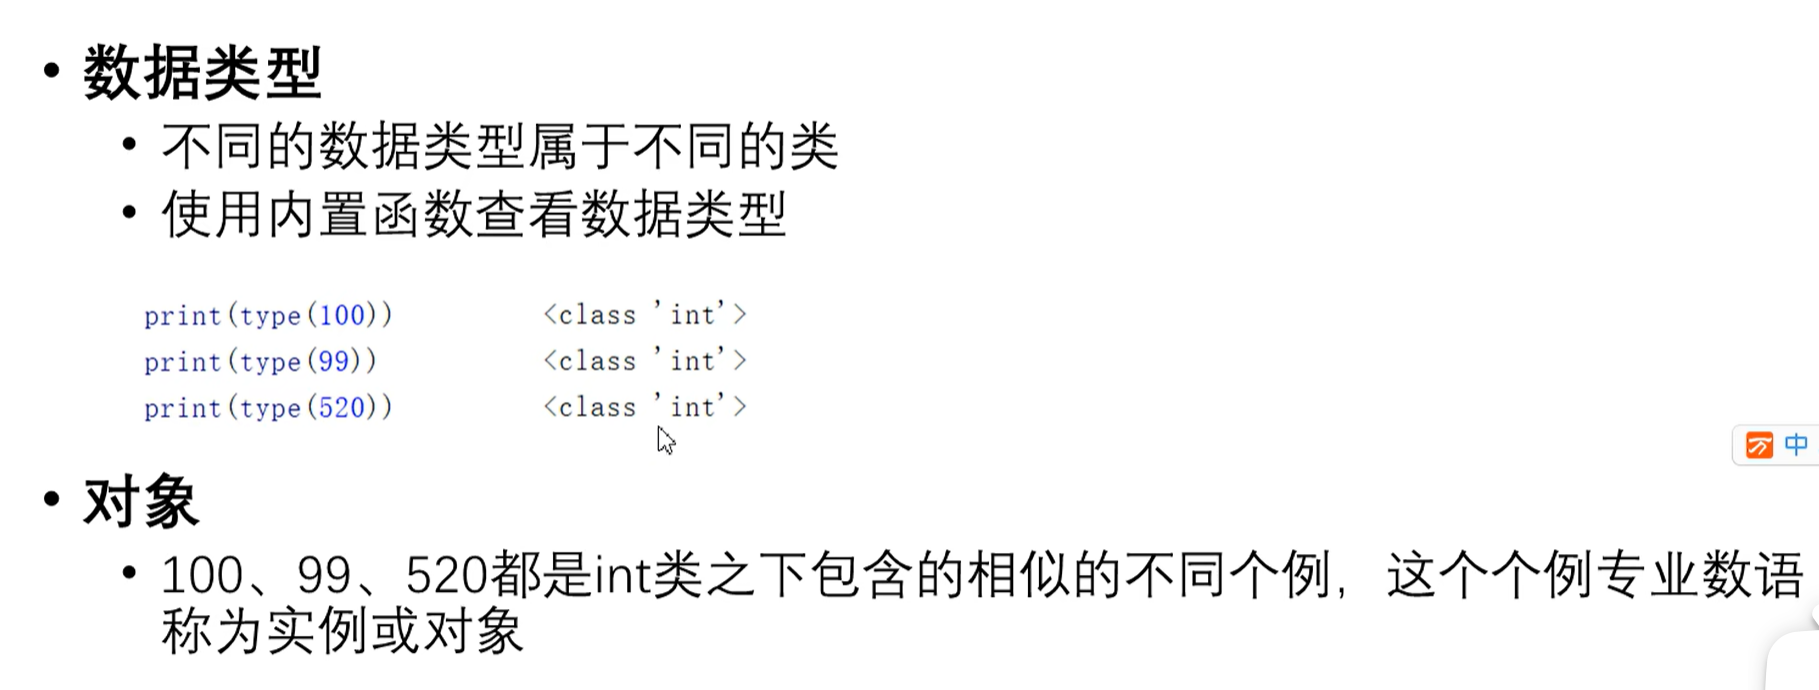 • 数据类型
• 不同的数据类型属于不同的类
• 使用内置函数查看数据类型
print(type(100)) <class 'int'>
print(type(99)) <class 'int'>
print(type(520)) <class 'int'>
中
• 对象
• 100、99、520都是int类之下包含的相似的不同个例，这个个例专业数语
称为实例或对象